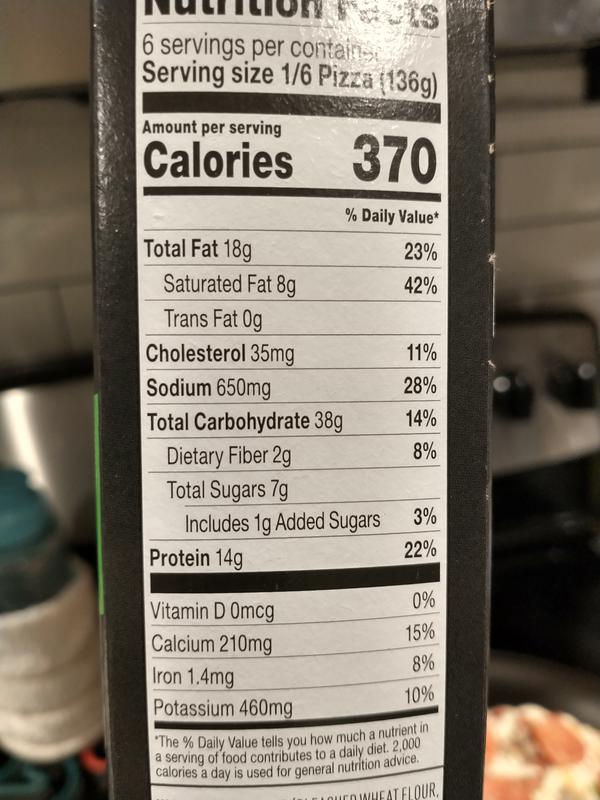 Nutrition Facts
6 servings per container
Serving size 1/6 Pizza (136g)
Amount per serving
Calories 370
% Daily Value*
Total Fat 18g 23%
Saturated Fat 8g 42%
Trans Fat 0g
Cholesterol 35mg 11%
Sodium 650mg 28%
Total Carbohydrate 38g 14%
Dietary Fiber 2g 8%
Total Sugars 7g
Includes 1g Added Sugars 3%
Protein 14g 22%
Vitamin D 0mcg 0%
Calcium 210mg 15%
Iron 1.4mg 8%
Potassium 460mg 10%
*The % Daily Value tells you how much a nutrient in
a serving of food contributes to a daily diet. 2,000
calories a day is used for general nutrition advice.
WHEAT FLOUR,